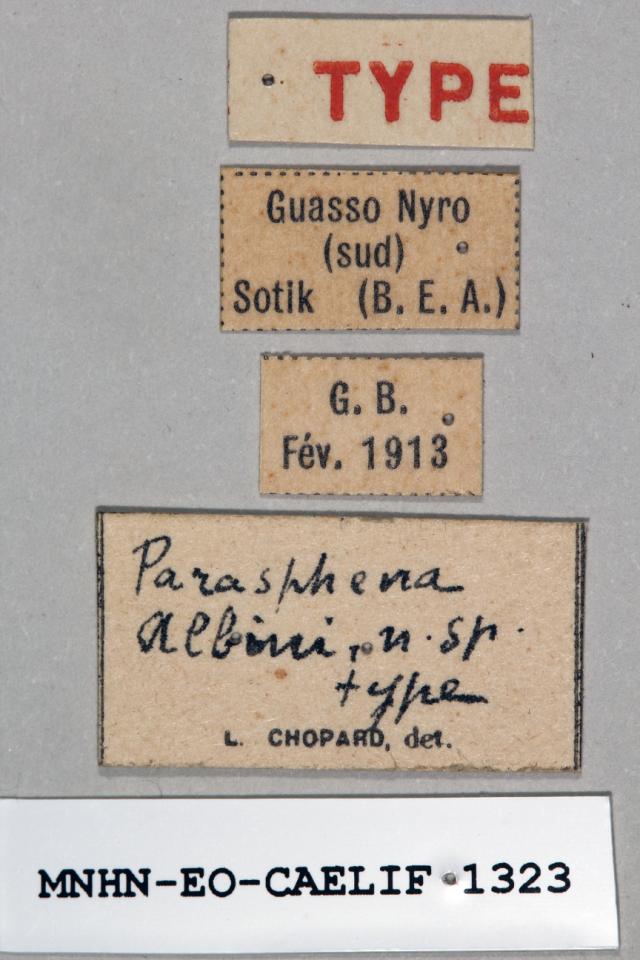 TYPE
Guasso Nyro
(sud)
Sotik (B. E. A.)
G. B.
Fév. 1913
Parasphena
albini, n. sp.
type
L. CHOPARD, det.
MNHN-EO-CAELIF 1323